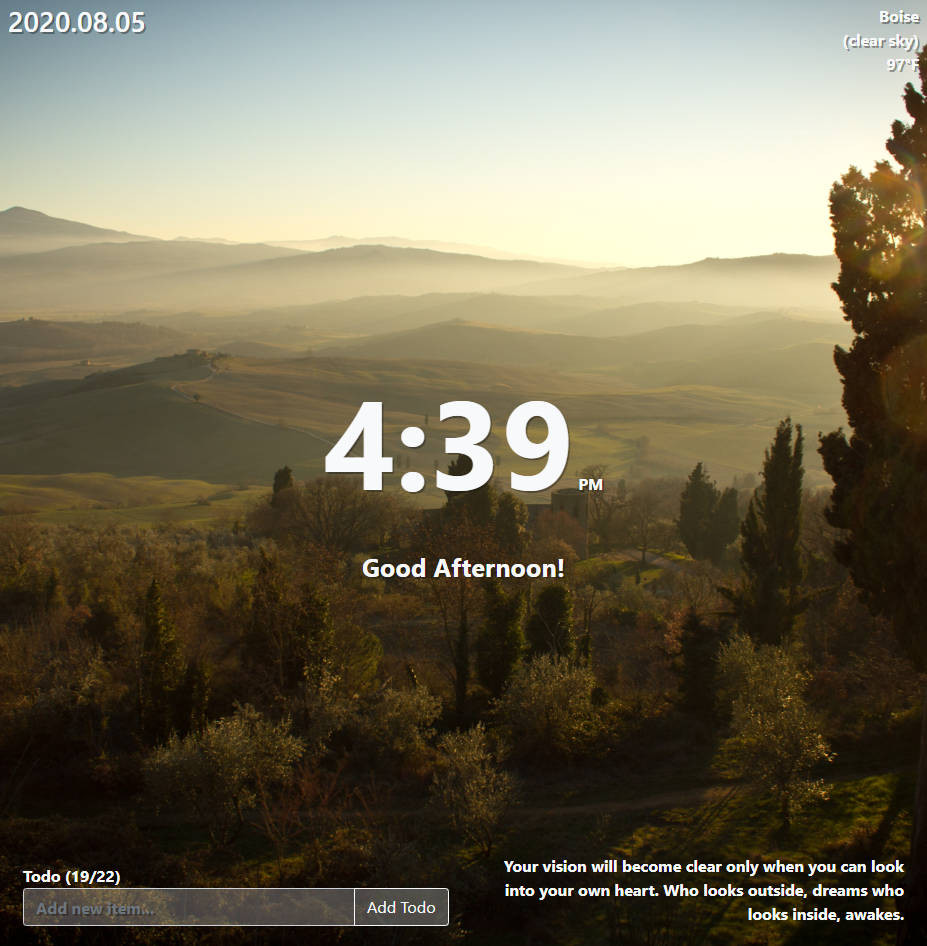 2020.08.05
Boise
(clear sky)
97°F
4:39 PM
Good Afternoon!
Todo (19/22)
Add new item...
Add Todo
Your vision will become clear only when you can look
into your own heart. Who looks outside, dreams who
looks inside, awakes.